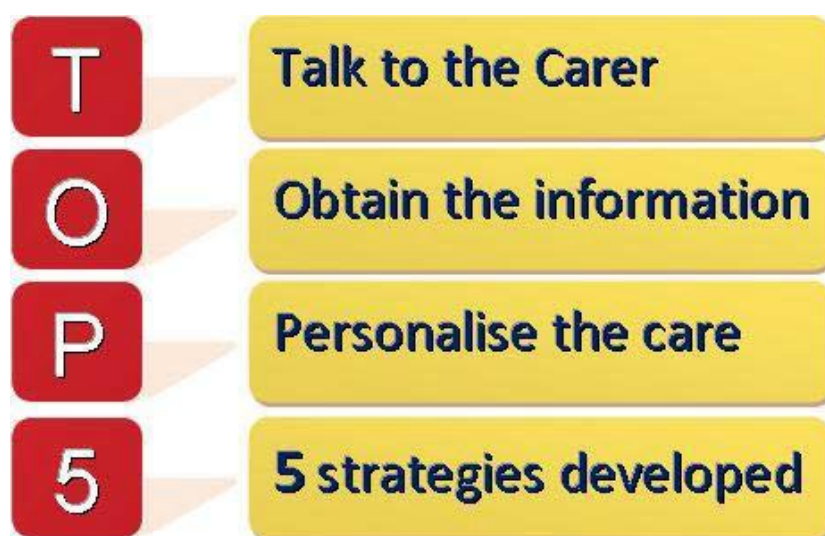 T Talk to the Carer
O Obtain the information
P Personalise the care
5 5 strategies developed